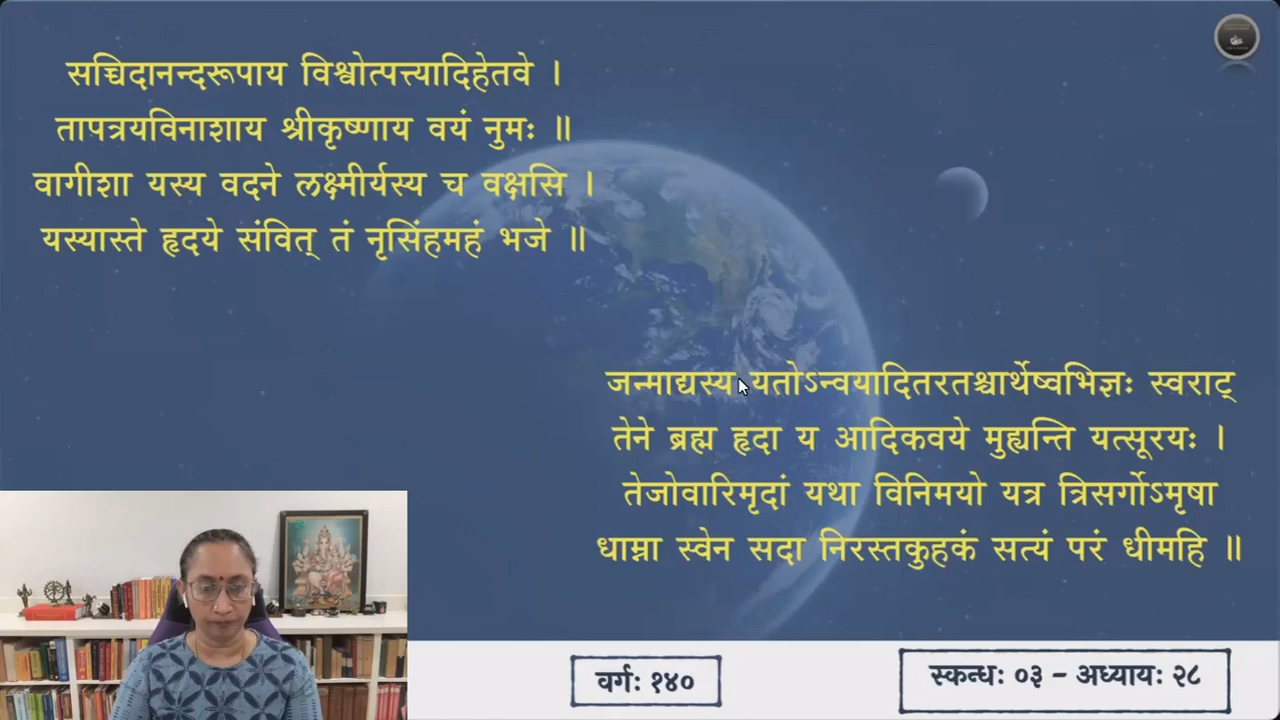 सच्चिदानन्दरूपाय विश्वोत्पत्त्यादिहेतवे ।
तापत्रयविनाशाय श्रीकृष्णाय वयं नुमः ॥
वागीशा यस्य वदने लक्ष्मीर्यस्य च वक्षसि ।
यस्यास्ते हृदये संवित् तं नृसिंहमहं भजे ॥
जन्माद्यस्य यतोऽन्वयादितरतश्चार्थेष्वभिज्ञः स्वराट्
तेने ब्रह्म हृदा य आदिकवये मुह्यन्ति यत्सूरयः ।
तेजोवारिमृदां यथा विनिमयो यत्र त्रिसर्गोऽमृषा
धाम्ना स्वेन सदा निरस्तकुहकं सत्यं परं धीमहि ॥
वर्गः १४०
स्कन्धः ०३ - अध्यायः २८